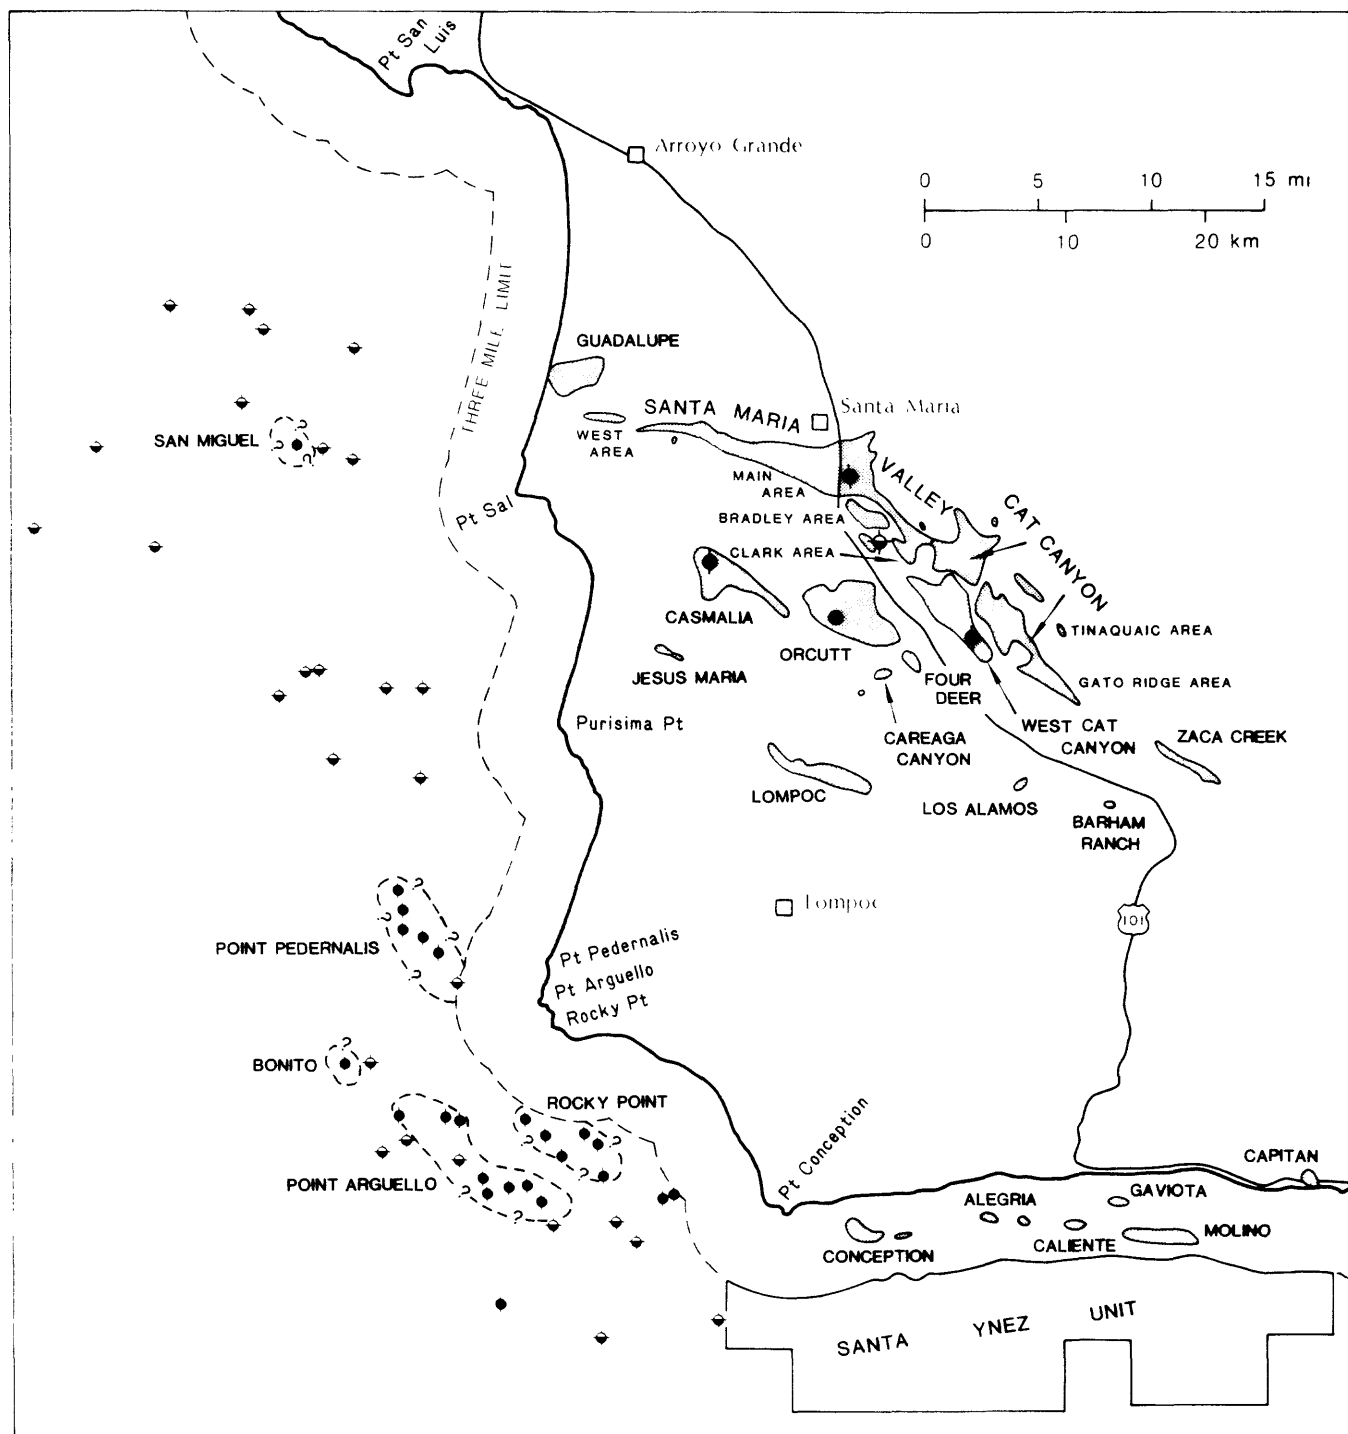 Pt San
Luis
Arroyo Grande
0 5 10 15 mi
0 10 20 km
THREE MILE LIMIT
GUADALUPE
SANTA MARIA
Santa Maria
WEST
AREA
SAN MIGUEL
?
?
?
VALLEY
MAIN
AREA
CAT CANYON
Pt Sal
BRADLEY AREA
CLARK AREA
CASMALIA
ORCUTT
TINAQUAIC AREA
JESUS MARIA
FOUR
DEER
GATO RIDGE AREA
Purisima Pt
CAREAGA
CANYON
WEST CAT
CANYON
ZACA CREEK
LOMPOC
LOS ALAMOS
BARHAM
RANCH
Lompoc
101
?
?
?
?
POINT PEDERNALIS
Pt Pedernalis
Pt Arguello
Rocky Pt
?
BONITO
ROCKY POINT
?
?
?
?
Pt Conception
POINT ARGUELLO
?
?
CAPITAN
ALEGRIA
GAVIOTA
CONCEPTION
CALIENTE
MOLINO
SANTA YNEZ UNIT